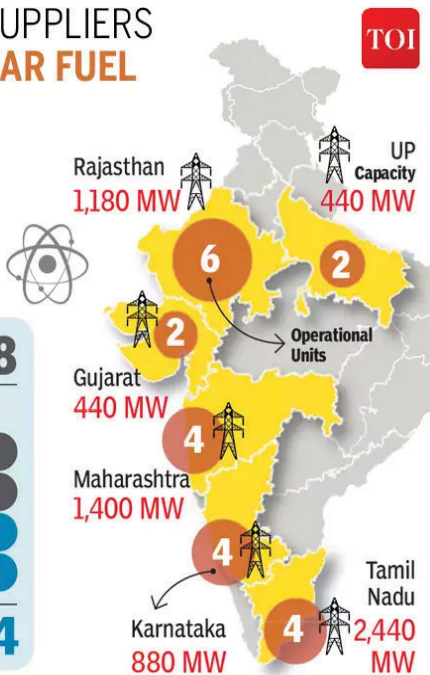 UPPLIERS
AR FUEL
TOI
Rajasthan
1,180 MW
UP
Capacity
440 MW
6
2
2
Operational
Units
8
Gujarat
440 MW
4
Maharashtra
1,400 MW
4
Karnataka
880 MW
4
Tamil
Nadu
2,440
MW
4